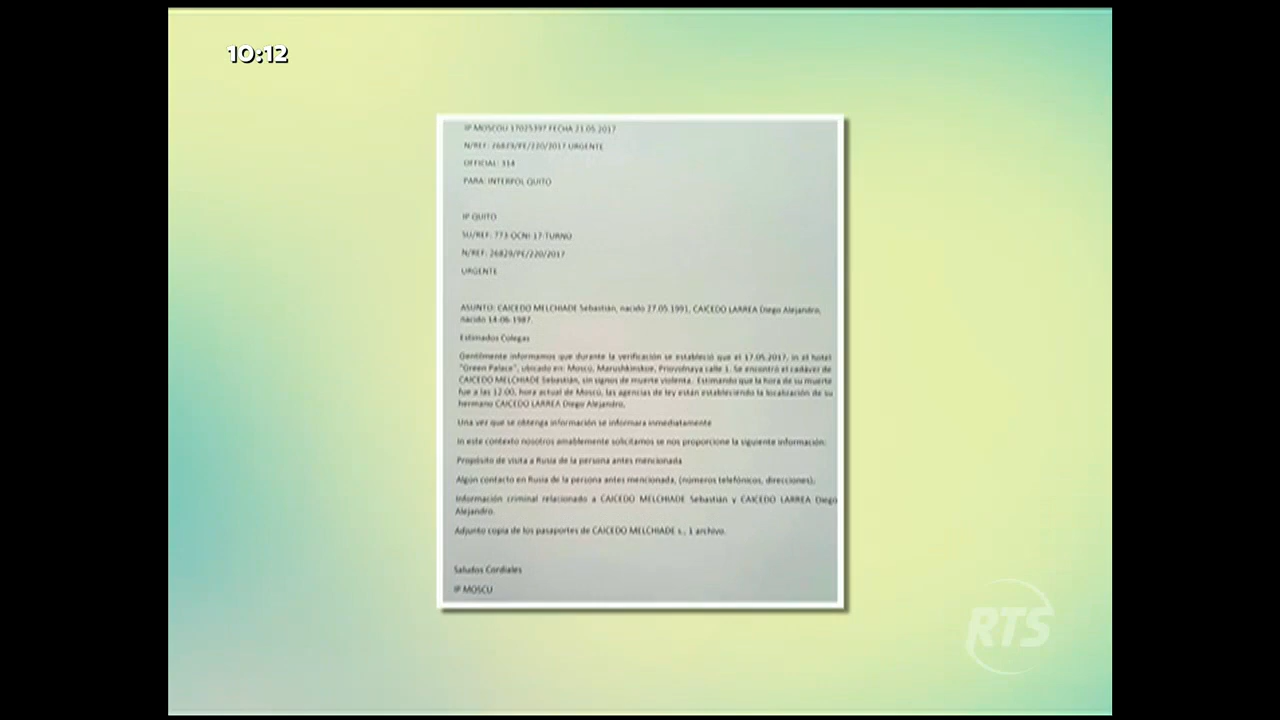 10:12
IP MOSCOU 17025397 FECHA 21.05.2017
N/REF: 26829/PE/220/2017 URGENTE
OFFICIAL: 314
PARA: INTERPOL QUITO
IP QUITO
SU/REF: 773-OCNI-17-TURNO
N/REF: 26829/PE/220/2017
URGENTE
ASUNTO: CAICEDO MELCHIADE Sebastián, nacido 27.05.1991, CAICEDO LARREA Diego Alejandro,
nacido 14-06-1987.
Estimados Colegas
Gentilmente informamos que durante la verificación se estableció que el 17.05.2017, in el hotel
"Green Palace", ubicado en: Moscú, Marushkinskoe, Priovolnaya calle 1. Se encontró el cadáver de
CAICEDO MELCHIADE Sebastián, sin signos de muerte violenta. Estimando que la hora de su muerte
fue a las 12:00, hora actual de Moscú, las agencias de ley están estableciendo la localización de su
hermano CAICEDO LARREA Diego Alejandro.
Una ver que se obtenga información se informara inmediatamente
In este contexto nosotros amablemente solicitamos se nos proporcione la siguiente información:
Propósito de visita a Rusia de la persona antes mencionada
Algún contacto en Rusia de la persona antes mencionada, (números telefónicos, direcciones);
Información criminal relacionado a CAICEDO MELCHIADE Sebastián y CAICEDO LARREA Diego
Alejandro.
Adjunto copia de los pasaportes de CAICEDO MELCHIADE s., 1 archivo.
Saludos Cordiales
IP MOSCU
RTS